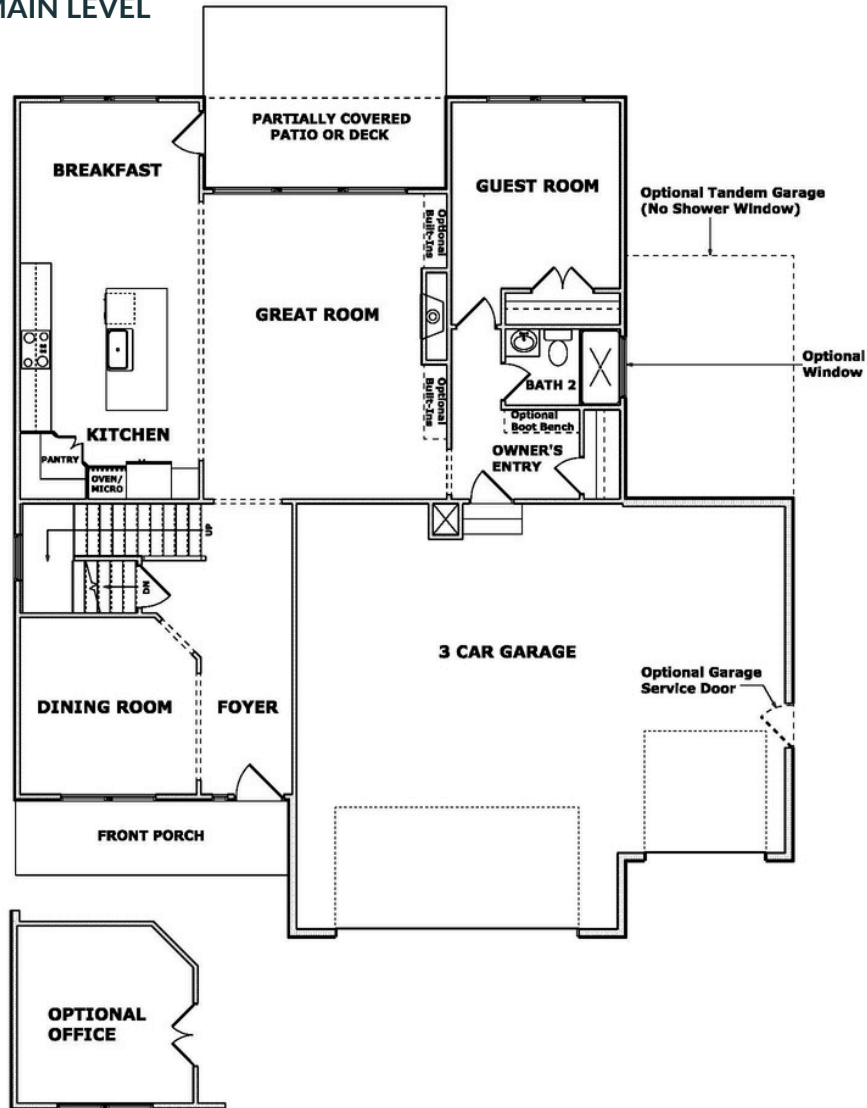 MAIN LEVEL
PARTIALLY COVERED
PATIO OR DECK
BREAKFAST
GUEST ROOM
Optional Tandem Garage
(No Shower Window)
Optional
Built-Ins
GREAT ROOM
Optional
Window
BATH 2
Optional
Built-Ins
Optional
Boot Bench
KITCHEN
OWNER'S
ENTRY
PANTRY
OVEN/
MICRO
UP
DN
3 CAR GARAGE
Optional Garage
Service Door
DINING ROOM
FOYER
FRONT PORCH
OPTIONAL
OFFICE